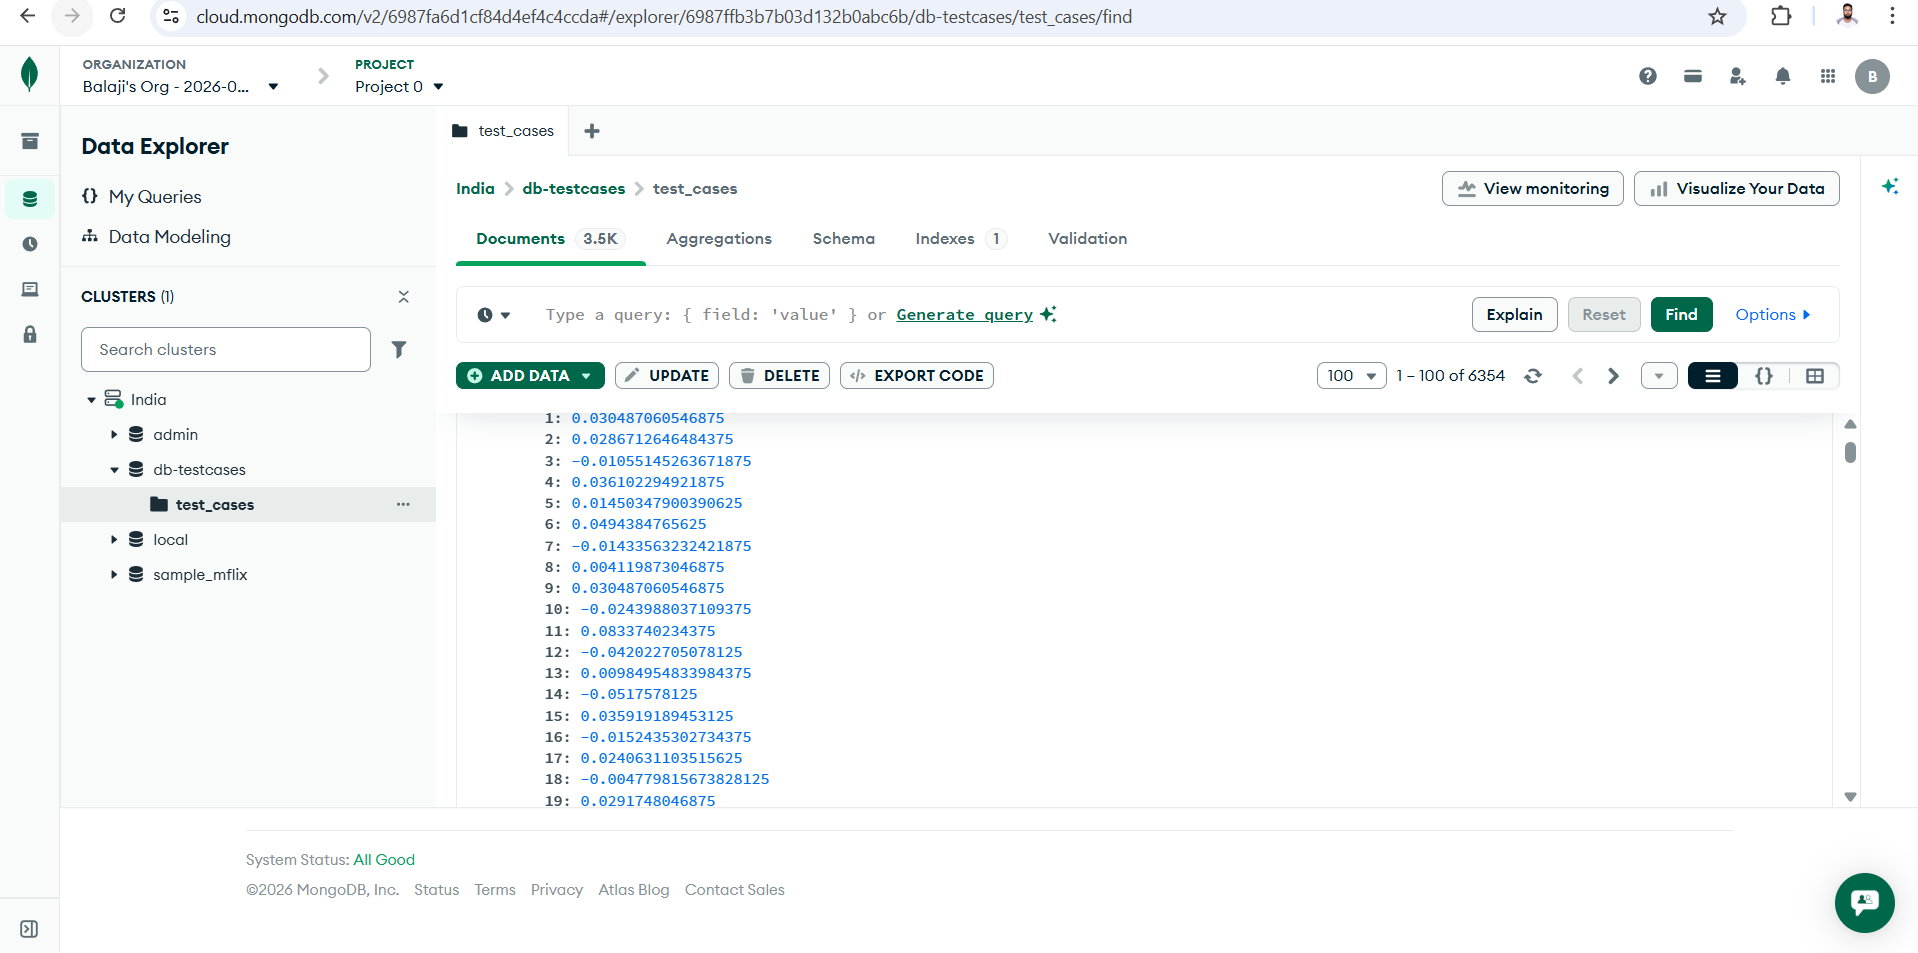 cloud.mongodb.com/v2/6987fa6d1cf84d4ef4c4ccda#/explorer/6987ffb3b7b03d132b0abc6b/db-testcases/test_cases/find
ORGANIZATION
Balaji's Org - 2026-0...
PROJECT
Project 0
B
Data Explorer
My Queries
Data Modeling
CLUSTERS (1)
Search clusters
India
admin
db-testcases
test_cases
local
sample_mflix
test_cases
India db-testcases test_cases
View monitoring
Visualize Your Data
Documents 3.5K Aggregations Schema Indexes 1 Validation
Type a query: { field: 'value' } or Generate query
Explain Reset Find Options
ADD DATA UPDATE DELETE EXPORT CODE
100 1 – 100 of 6354
1: 0.030487060546875
2: 0.0286712646484375
3: -0.01055145263671875
4: 0.036102294921875
5: 0.01450347900390625
6: 0.0494384765625
7: -0.01433563232421875
8: 0.004119873046875
9: 0.030487060546875
10: -0.0243988037109375
11: 0.0833740234375
12: -0.042022705078125
13: 0.00984954833984375
14: -0.0517578125
15: 0.035919189453125
16: -0.0152435302734375
17: 0.0240631103515625
18: -0.004779815673828125
19: 0.0291748046875
System Status: All Good
©2026 MongoDB, Inc. Status Terms Privacy Atlas Blog Contact Sales